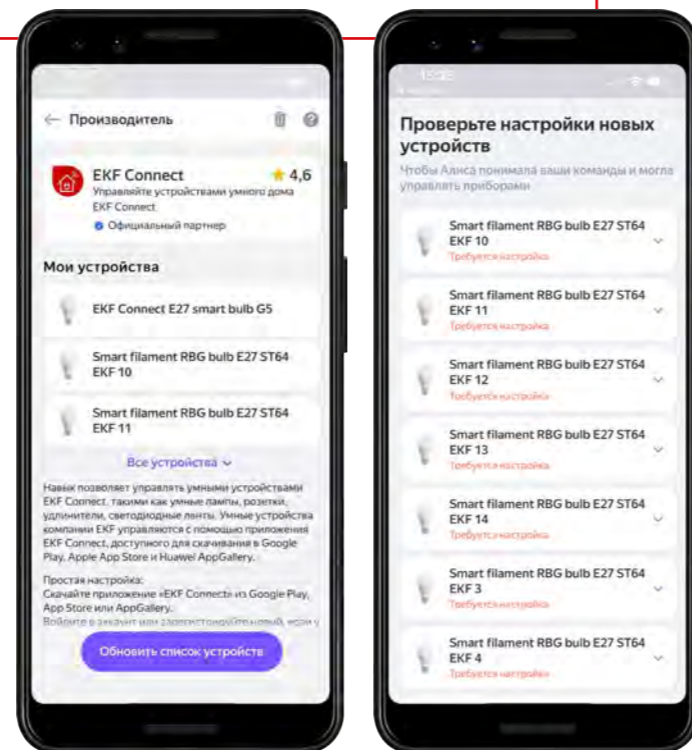 Производитель
EKF Connect
4,6
Управляйте устройствами умного дома
EKF Connect
Официальный партнер
Мои устройства
EKF Connect E27 smart bulb G5
Smart filament RBG bulb E27 ST64
EKF 10
Smart filament RBG bulb E27 ST64
EKF 11
Все устройства
Навык позволяет управлять умными устройствами
EKF Connect, такими как умные лампы, розетки,
удлинители, светодиодные ленты. Умные устройства
компании EKF управляются с помощью приложения
EKF Connect, доступного для скачивания в Google
Play, Apple App Store и Huawei AppGallery.
Простая настройка:
Скачайте приложение «EKF Connect» из Google Play,
App Store или AppGallery.
Войдите в аккаунт или зарегистрируйте новый, если у
Обновить список устройств
Проверьте настройки новых
устройств
Чтобы Алиса понимала ваши команды и могла
управлять приборами
Smart filament RBG bulb E27 ST64
EKF 10
Требуется настройка
Smart filament RBG bulb E27 ST64
EKF 11
Требуется настройка
Smart filament RBG bulb E27 ST64
EKF 12
Требуется настройка
Smart filament RBG bulb E27 ST64
EKF 13
Требуется настройка
Smart filament RBG bulb E27 ST64
EKF 14
Требуется настройка
Smart filament RBG bulb E27 ST64
EKF 3
Требуется настройка
Smart filament RBG bulb E27 ST64
EKF 4
Требуется настройка